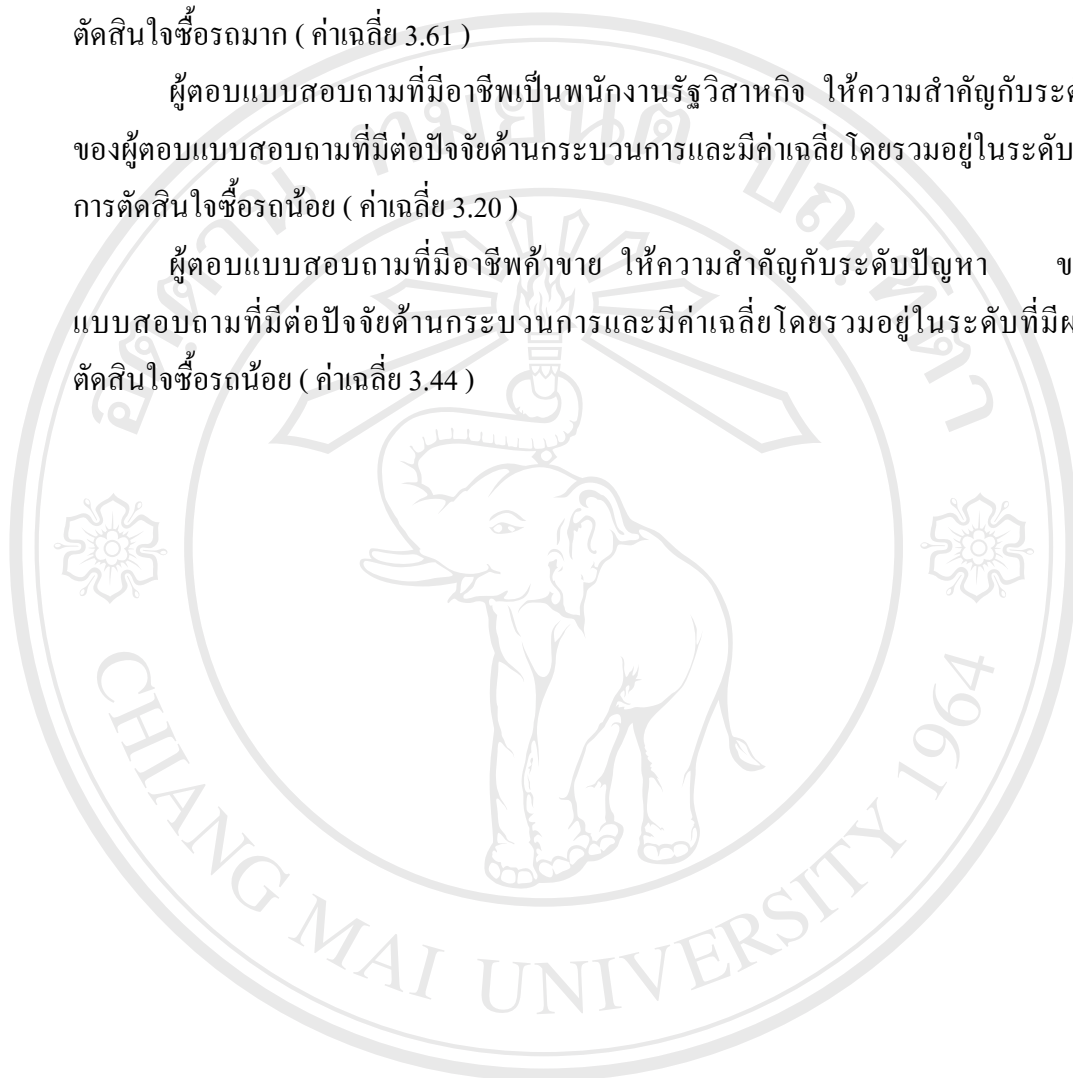 ตัดสินใจซื้อรถมาก ( ค่าเฉลี่ย 3.61 )
ผู้ตอบแบบสอบถามที่มีอาชีพเป็นพนักงานรัฐวิสาหกิจ ให้ความสำคัญกับ
ของผู้ตอบแบบสอบถามที่มีต่อปัจจัยด้านกระบวนการและมีค่าเฉลี่ยโดยรวมอยู่ในระดับ
การตัดสินใจซื้อรถน้อย ( ค่าเฉลี่ย 3.20 )
ผู้ตอบแบบสอบถามที่มีอาชีพค้าขาย ให้ความสำคัญกับระดับปัญหา
แบบสอบถามที่มีต่อปัจจัยด้านกระบวนการและมีค่าเฉลี่ยโดยรวมอยู่ในระดับที่มี
ตัดสินใจซื้อรถน้อย ( ค่าเฉลี่ย 3.44 )
CHIANG MAI UNIVERSITY 1964